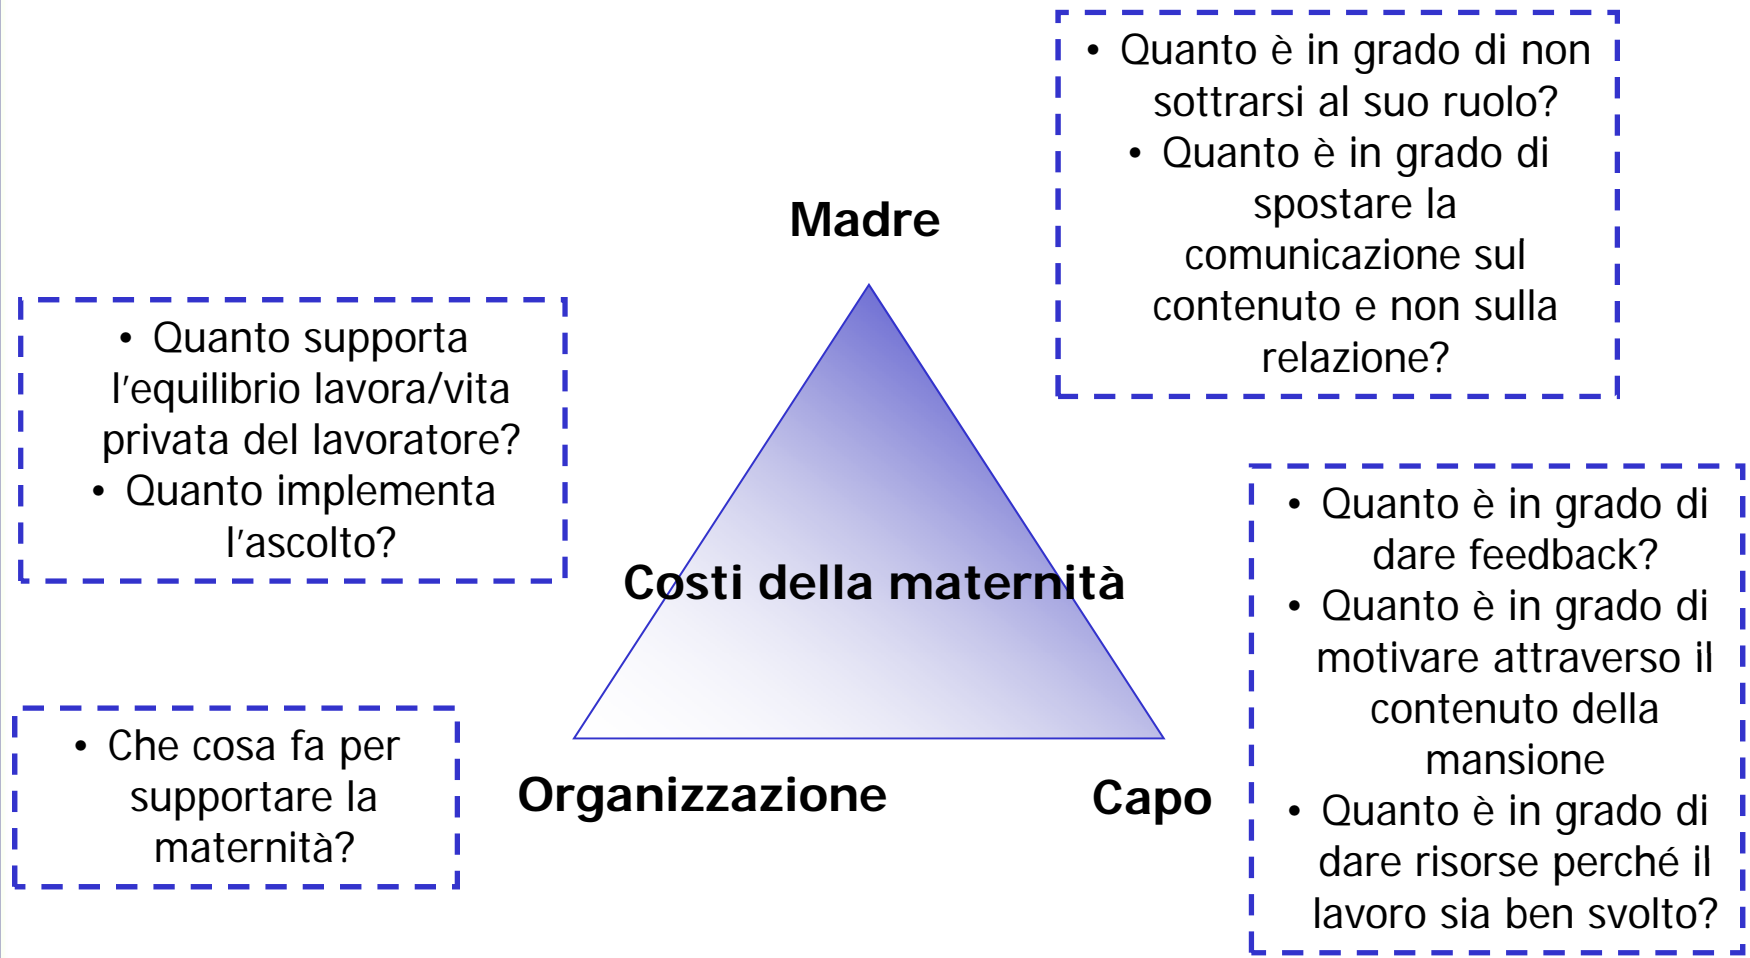 • Quanto è in grado di non
sottrarsi al suo ruolo?
• Quanto è in grado di
spostare la
comunicazione sul
contenuto e non sulla
relazione?
Madre
• Quanto supporta
l'equilibrio lavora/vita
privata del lavoratore?
• Quanto implementa
l'ascolto?
Costi della maternità
• Quanto è in grado di
dare feedback?
• Quanto è in grado di
motivare attraverso il
contenuto della
mansione
• Quanto è in grado di
dare risorse perché il
lavoro sia ben svolto?
• Che cosa fa per
supportare la
maternità?
Organizzazione
Capo